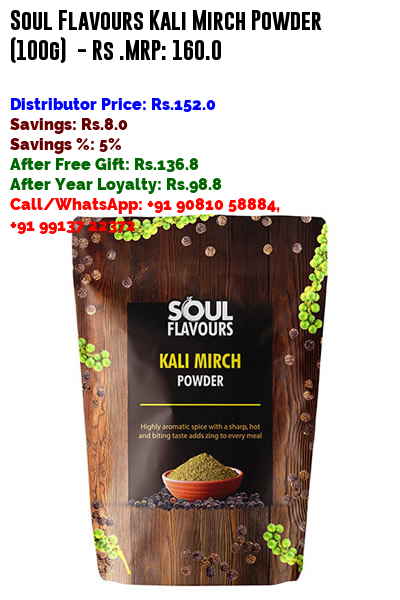 Soul Flavours Kali Mirch Powder
(100g) - Rs .MRP: 160.0
Distributor Price: Rs.152.0
Savings: Rs.8.0
Savings %: 5%
After Free Gift: Rs.136.8
After Year Loyalty: Rs.98.8
Call/WhatsApp: +91 90810 58884,
+91 99137 22372
SOUL
FLAVOURS
KALI MIRCH
POWDER
Highly aromatic spice with a sharp, hot
and biting taste adds zing to every meal